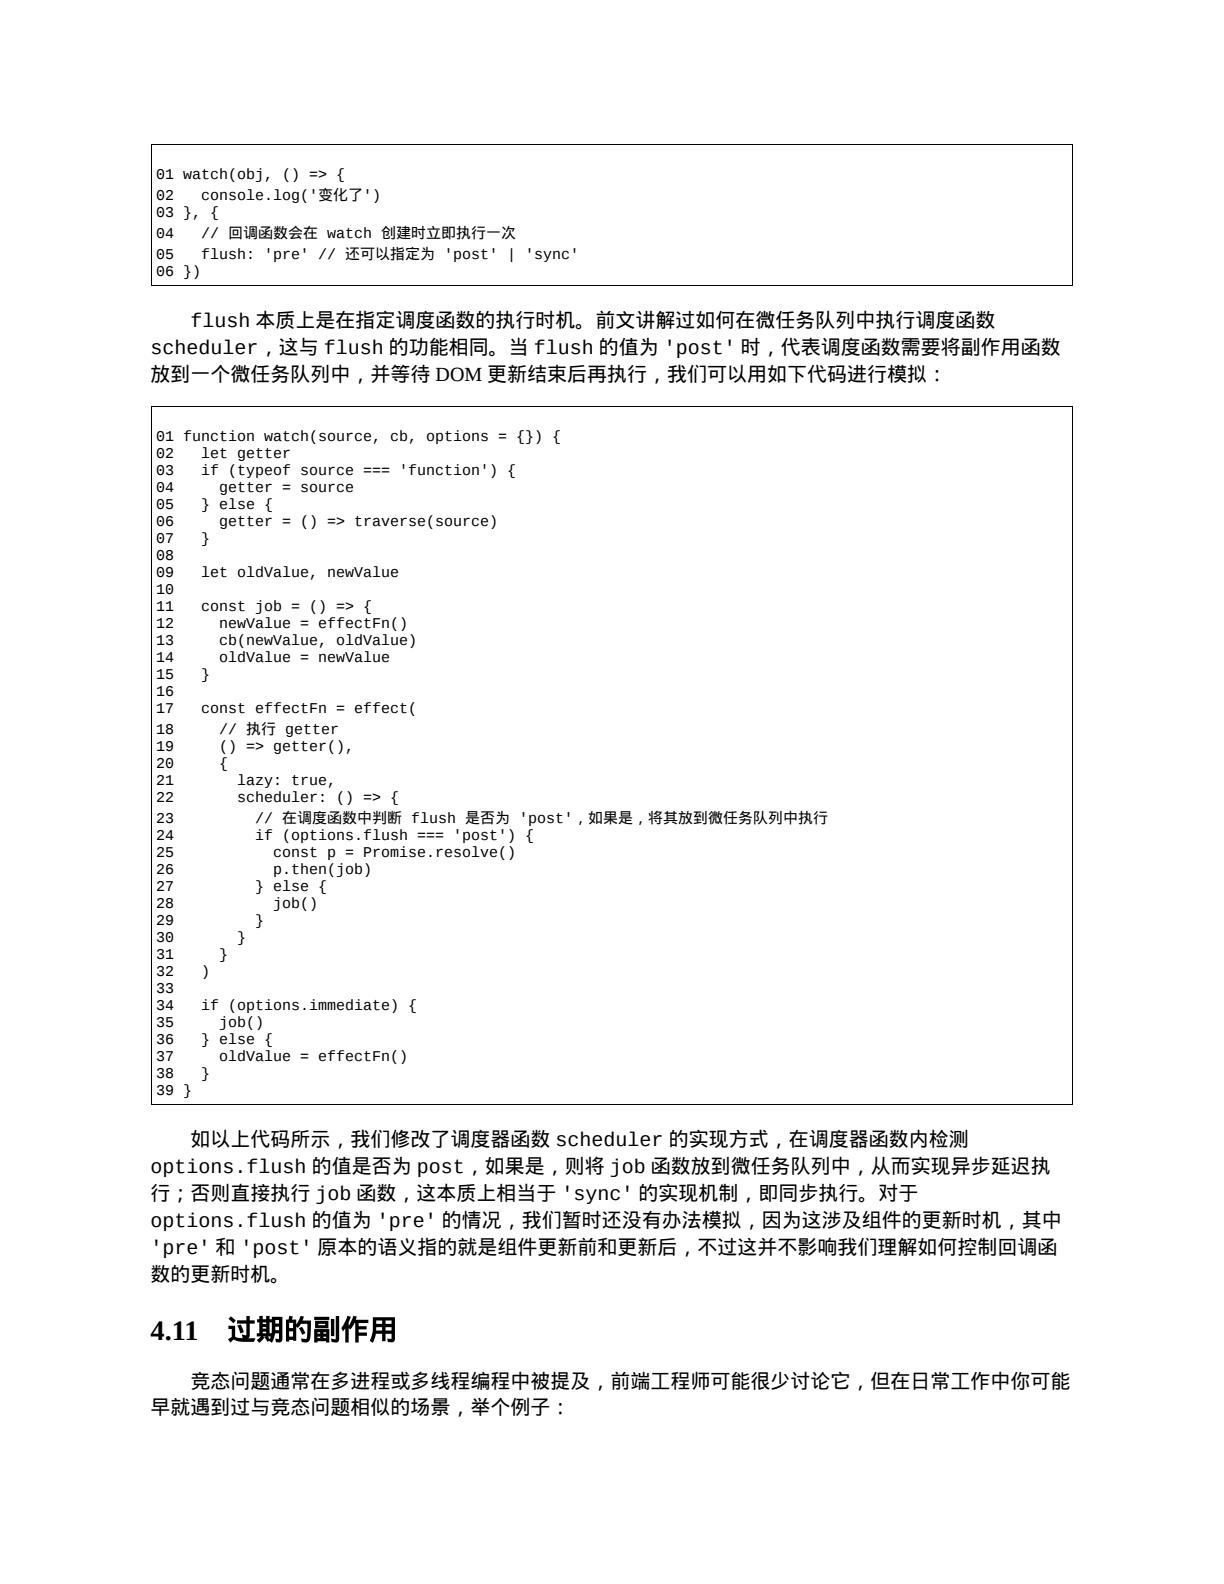 01 watch(obj, () => {
02   console.log('变化了')
03 }, {
04   // 回调函数会在 watch 创建时立即执行一次
05   flush: 'pre' // 还可以指定为 'post' | 'sync'
06 })
flush 本质上是在指定调度函数的执行时机。前文讲解过如何在微任务队列中执行调度函数
scheduler，这与 flush 的功能相同。当 flush 的值为 'post' 时，代表调度函数需要将副作用函数
放到一个微任务队列中，并等待 DOM 更新结束后再执行，我们可以用如下代码进行模拟：
01 function watch(source, cb, options = {}) {
02   let getter
03   if (typeof source === 'function') {
04     getter = source
05   } else {
06     getter = () => traverse(source)
07   }
08
09   let oldValue, newValue
10
11   const job = () => {
12     newValue = effectFn()
13     cb(newValue, oldValue)
14     oldValue = newValue
15   }
16
17   const effectFn = effect(
18     // 执行 getter
19     () => getter(),
20     {
21       lazy: true,
22       scheduler: () => {
23         // 在调度函数中判断 flush 是否为 'post'，如果是，将其放到微任务队列中执行
24         if (options.flush === 'post') {
25           const p = Promise.resolve()
26           p.then(job)
27         } else {
28           job()
29         }
30       }
31     }
32   )
33
34   if (options.immediate) {
35     job()
36   } else {
37     oldValue = effectFn()
38   }
39 }
如以上代码所示，我们修改了调度器函数 scheduler 的实现方式，在调度器函数内检测
options.flush 的值是否为 post，如果是，则将 job 函数放到微任务队列中，从而实现异步延迟执
行；否则直接执行 job 函数，这本质上相当于 'sync' 的实现机制，即同步执行。对于
options.flush 的值为 'pre' 的情况，我们暂时还没有办法模拟，因为这涉及组件的更新时机，其中
'pre' 和 'post' 原本的语义指的就是组件更新前和更新后，不过这并不影响我们理解如何控制回调函
数的更新时机。
4.11　过期的副作用
竞态问题通常在多进程或多线程编程中被提及，前端工程师可能很少讨论它，但在日常工作中你可能
早就遇到过与竞态问题相似的场景，举个例子：